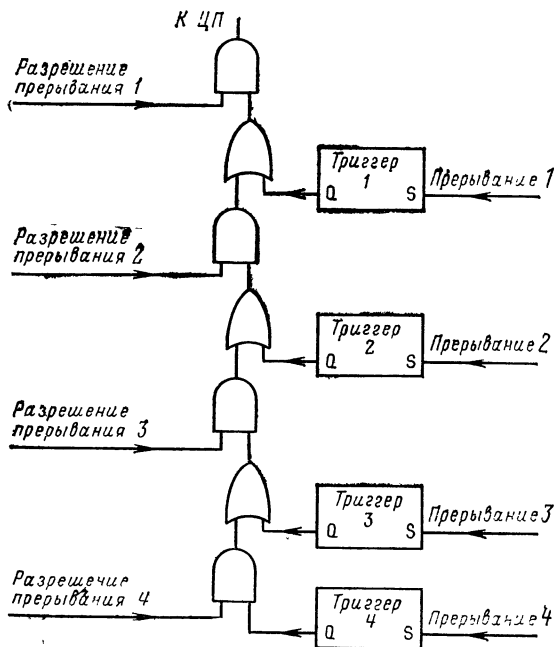 К ЦП
Разрешение
прерывания 1
Триггер
1
Q S
Прерывание 1
Разрешение
прерывания 2
Триггер
2
Q S
Прерывание 2
Разрешение
прерывания 3
Триггер
3
Q S
Прерывание 3
Разрешение
прерывания 4
Триггер
4
Q S
Прерывание 4